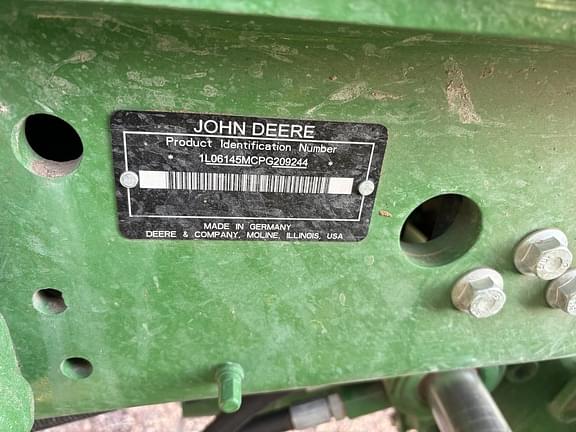 JOHN DEERE
Product Identification Number
1L06145MCPG209244
MADE IN GERMANY
DEERE & COMPANY, MOLINE, ILLINOIS, USA